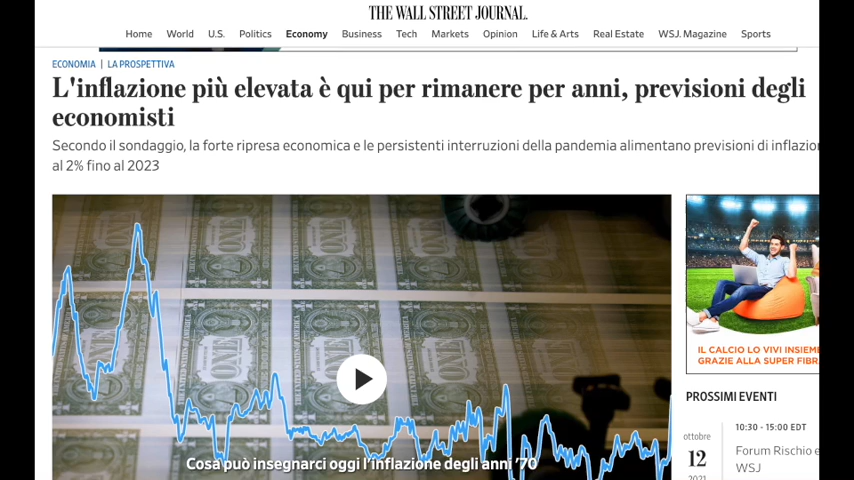 THE WALL STREET JOURNAL.
Home World U.S. Politics Economy Business Tech Markets Opinion Life & Arts Real Estate WSJ. Magazine Sports
ECONOMIA | LA PROSPETTIVA
L'inflazione più elevata è qui per rimanere per anni, previsioni degli
economisti
Secondo il sondaggio, la forte ripresa economica e le persistenti interruzioni della pandemia alimentano previsioni di
al 2% fino al 2023
ONE
Cosa può insegnarci oggi l'inflazione degli anni '70
IL CALCIO LO VIVI
GRAZIE ALLA SUPER
PROSSIMI EVENTI
10:30 - 15:00 EDT
ottobre
12
2021
Forum Rischio e
WSJ